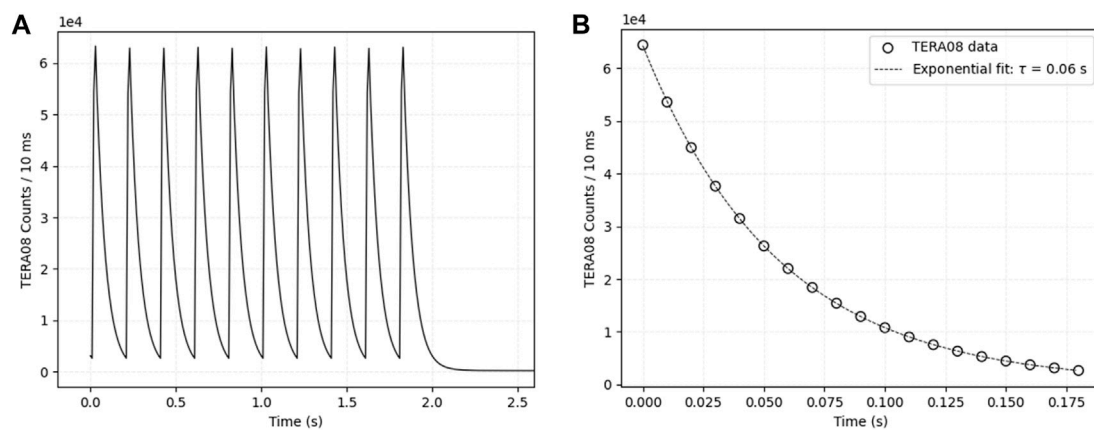 A
1e4
TERA08 Counts / 10 ms
6
5
4
3
2
1
0
0.0 0.5 1.0 1.5 2.0 2.5
Time (s)
B
1e4
TERA08 Counts / 10 ms
6
5
4
3
2
1
0
TERA08 data
Exponential fit: τ = 0.06 s
0.000 0.025 0.050 0.075 0.100 0.125 0.150 0.175
Time (s)